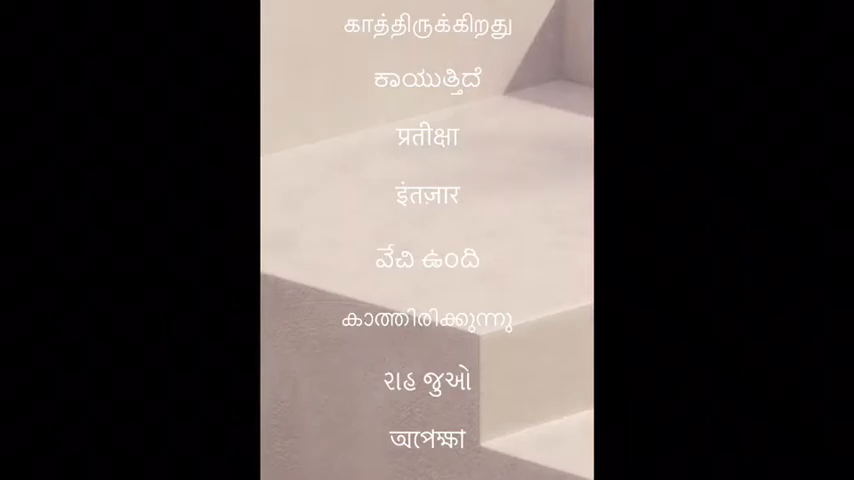 காத்திருக்கிறது
ಕಾಯುತ್ತಿದೆ
प्रतीक्षा
इंतज़ार
వేచి ఉంది
കാത്തിരിക്കുന്നു
રાહ જુઓ
অপেক্ষা